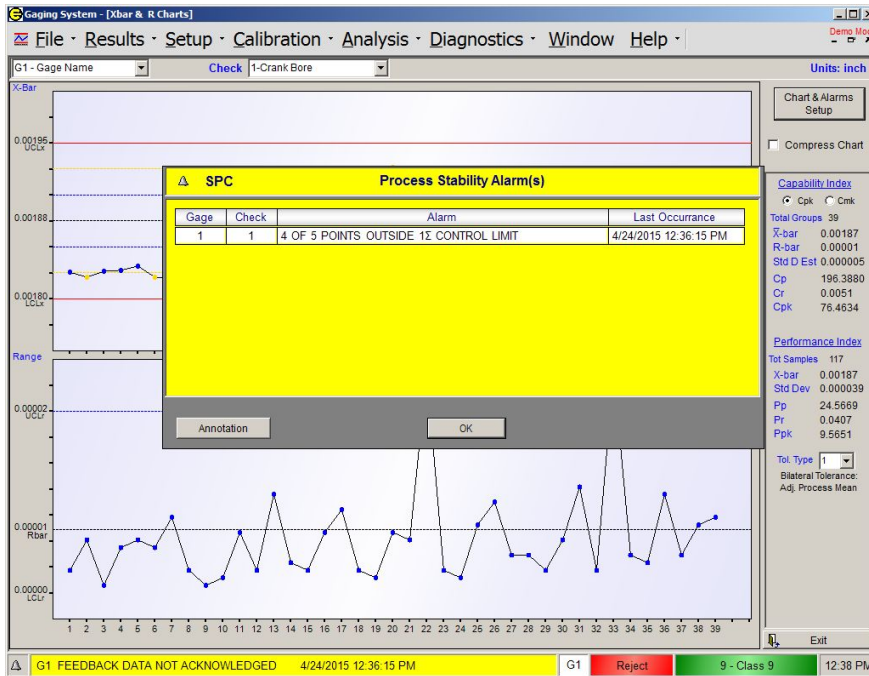 Gaging System - [Xbar & R Charts]
File · Results · Setup · Calibration · Analysis · Diagnostics · Window Help ·
Demo Mo
G1 - Gage Name Check 1-Crank Bore Units: inch
X-Bar
0.00195
UCLx
0.00188
0.00180
LCLx
SPC Process Stability Alarm(s)
Gage Check Alarm Last Occurrance
1 1 4 OF 5 POINTS OUTSIDE 1Σ CONTROL LIMIT 4/24/2015 12:36:15 PM
Annotation OK
Range
0.00002
UCLr
0.00001
Rbar
0.00000
LCLr
1 2 3 4 5 6 7 8 9 10 11 12 13 14 15 16 17 18 19 20 21 22 23 24 25 26 27 28 29 30 31 32 33 34 35 36 37 38 39
Chart & Alarms
Setup
Compress Chart
Capability Index
Cpk Cmk
Total Groups 39
X̅-bar 0.00187
R-bar 0.00001
Std D Est 0.000005
Cp 196.3880
Cr 0.0051
Cpk 76.4634
Performance Index
Tot Samples 117
X-bar 0.00187
Std Dev 0.000039
Pp 24.5669
Pr 0.0407
Ppk 9.5651
Tol. Type 1
Bilateral Tolerance:
Adj. Process Mean
Exit
G1 FEEDBACK DATA NOT ACKNOWLEDGED 4/24/2015 12:36:15 PM G1 Reject 9 - Class 9 12:38 PM